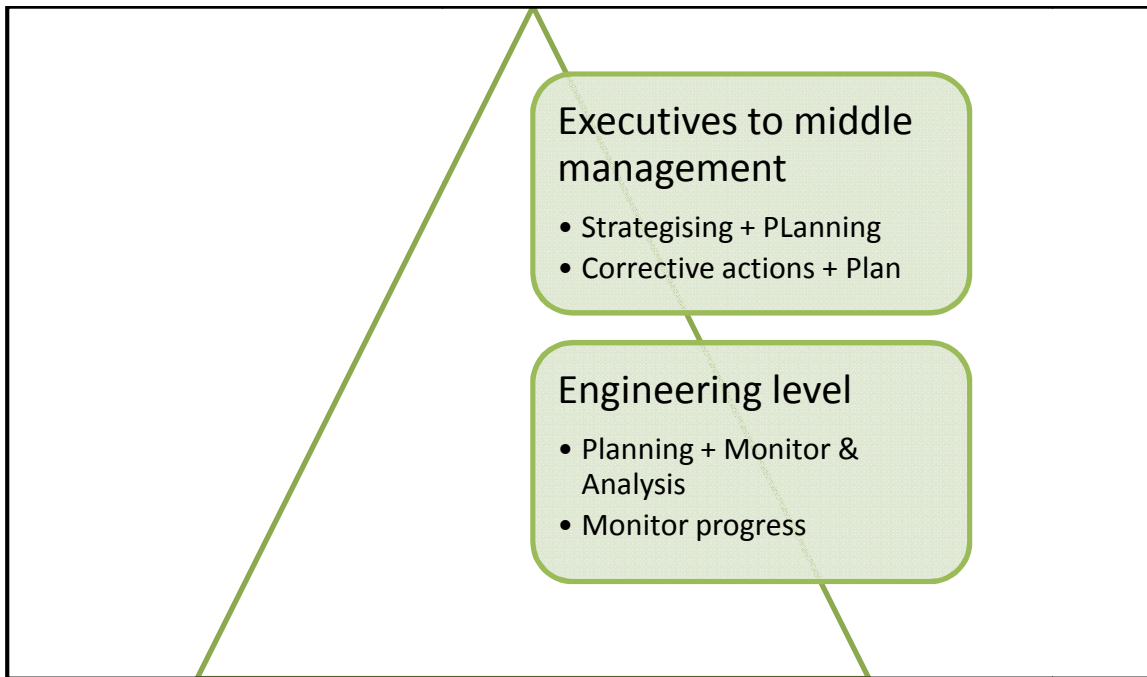 Executives to middle
management
• Strategising + PLanning
• Corrective actions + Plan
Engineering level
• Planning + Monitor &
Analysis
• Monitor progress